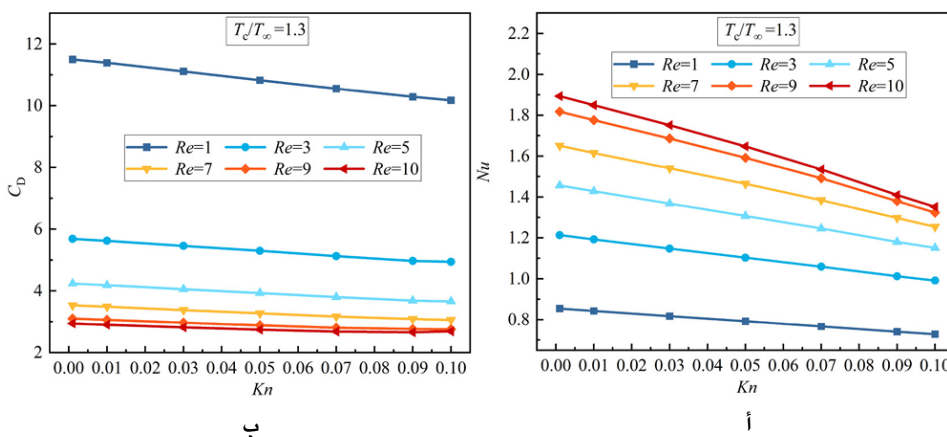 T_c/T_∞=1.3
Re=1 Re=3 Re=5
Re=7 Re=9 Re=10
C_D
12
10
8
6
4
2
0.00 0.01 0.02 0.03 0.04 0.05 0.06 0.07 0.08 0.09 0.10
Kn
ب
T_c/T_∞=1.3
Re=1 Re=3 Re=5
Re=7 Re=9 Re=10
Nu
2.2
2.0
1.8
1.6
1.4
1.2
1.0
0.8
0.00 0.01 0.02 0.03 0.04 0.05 0.06 0.07 0.08 0.09 0.10
Kn
أ